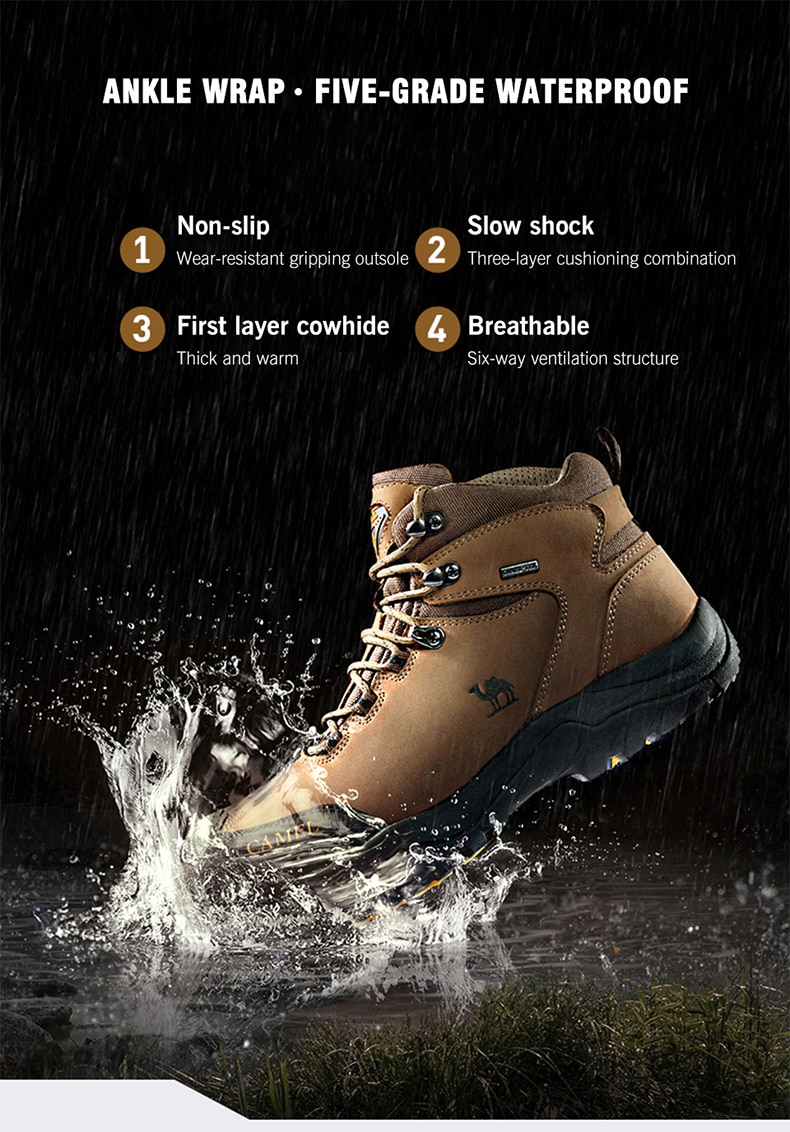 ANKLE WRAP · FIVE-GRADE WATERPROOF
1
Non-slip
Wear-resistant gripping outsole
2
Slow shock
Three-layer cushioning combination
3
First layer cowhide
Thick and warm
4
Breathable
Six-way ventilation structure
CAMEL